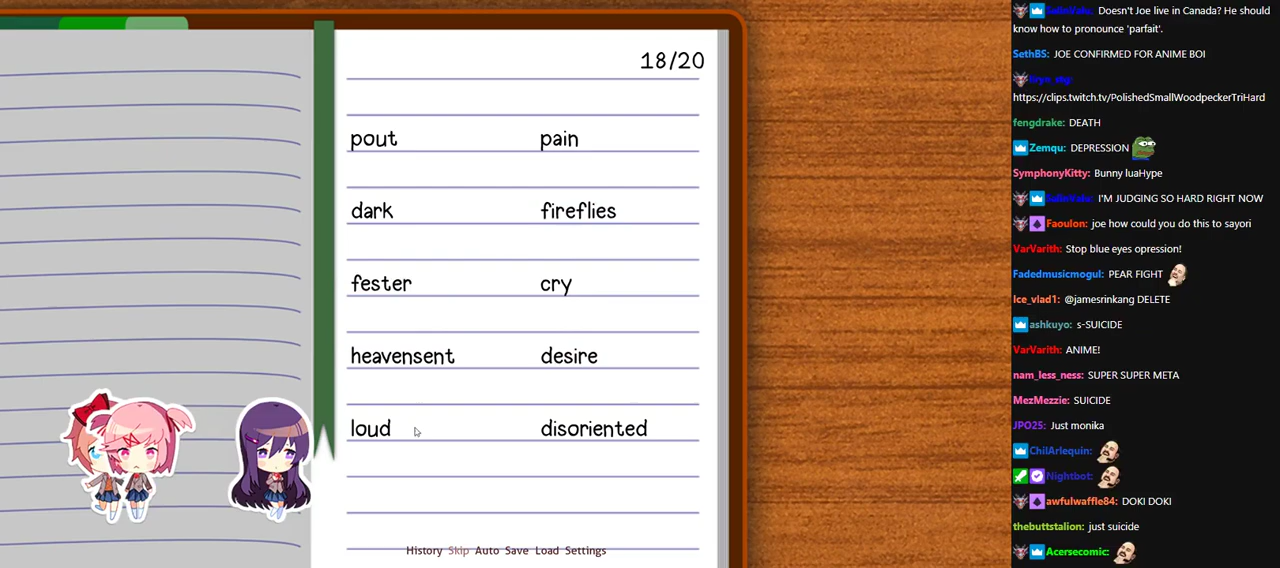 18/20
pout pain
dark fireflies
fester cry
heavensent desire
loud disoriented
History Skip Auto Save Load Settings
Doesn't Joe live in Canada? He should
know how to pronounce 'parfait'.
SethBS: JOE CONFIRMED FOR ANIME BOI
https://clips.twitch.tv/PolishedSmallWoodpeckerTriHard
fengdrake: DEATH
Zemqu: DEPRESSION
SymphonyKitty: Bunny luaHype
I'M JUDGING SO HARD RIGHT NOW
Faoulon: joe how could you do this to sayori
VarVarith: Stop blue eyes opression!
Fadedmusicmogul: PEAR FIGHT
Ice_vlad1: @jamesrinkang DELETE
ashkuyo: s-SUICIDE
VarVarith: ANIME!
nam_less_ness: SUPER SUPER META
MezMezzie: SUICIDE
JPO25: Just monika
ChilArlequin:
Nightbot:
awfulwaffle84: DOKI DOKI
thebuttstalion: just suicide
Acersecomic: